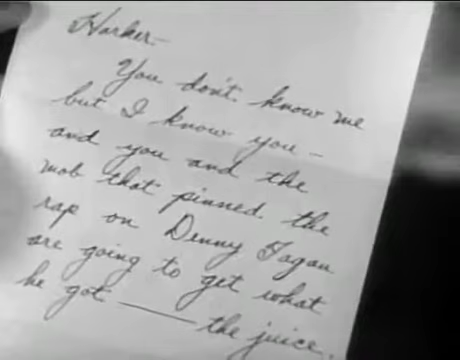 Harker—
You don't know me
but I know you—
and you and the
mob that pinned the
rap on Denny Fagan
are going to get what
he got —— the juice.